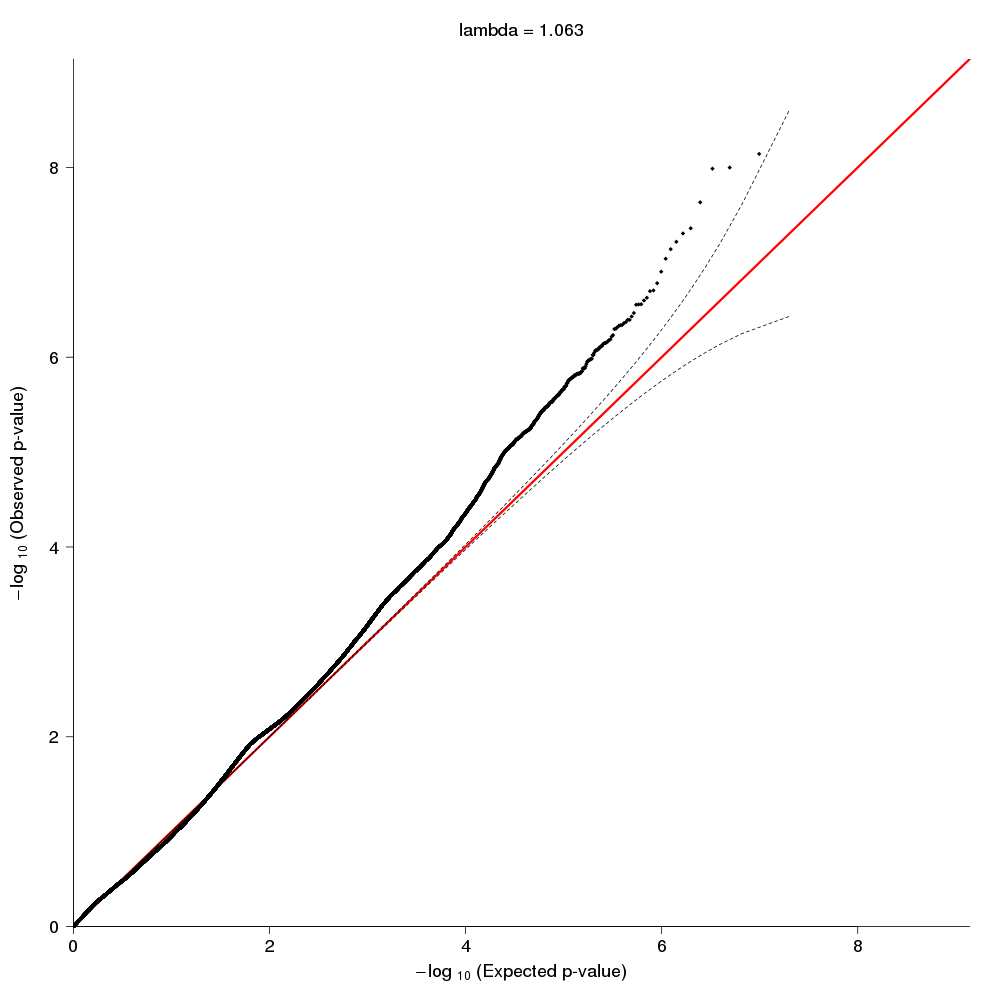 lambda = 1.063
8
6
4
2
0
0 2 4 6 8
−log 10 (Observed p-value)
−log 10 (Expected p-value)